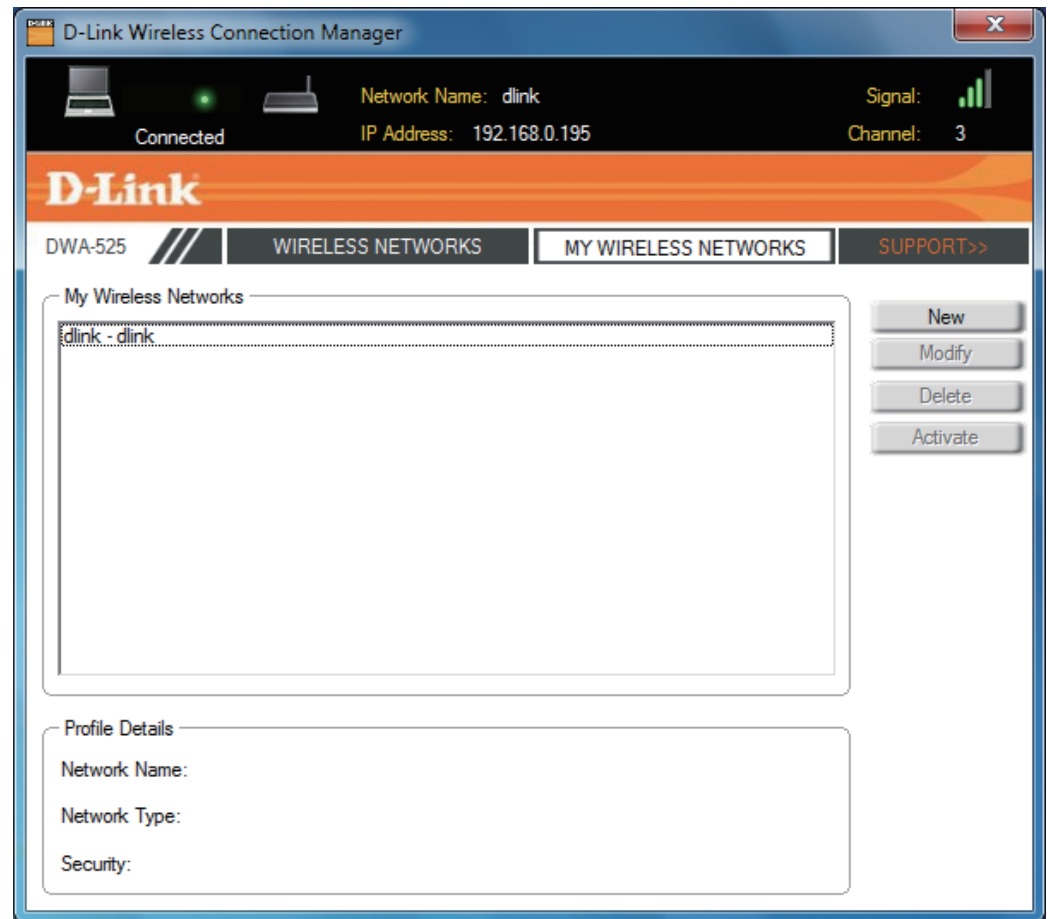 D-Link Wireless Connection Manager
Network Name: dlink
Signal:
Connected
IP Address: 192.168.0.195
Channel: 3
D-Link
DWA-525
WIRELESS NETWORKS
MY WIRELESS NETWORKS
SUPPORT>>
My Wireless Networks
dlink - dlink
New
Modify
Delete
Activate
Profile Details
Network Name:
Network Type:
Security: